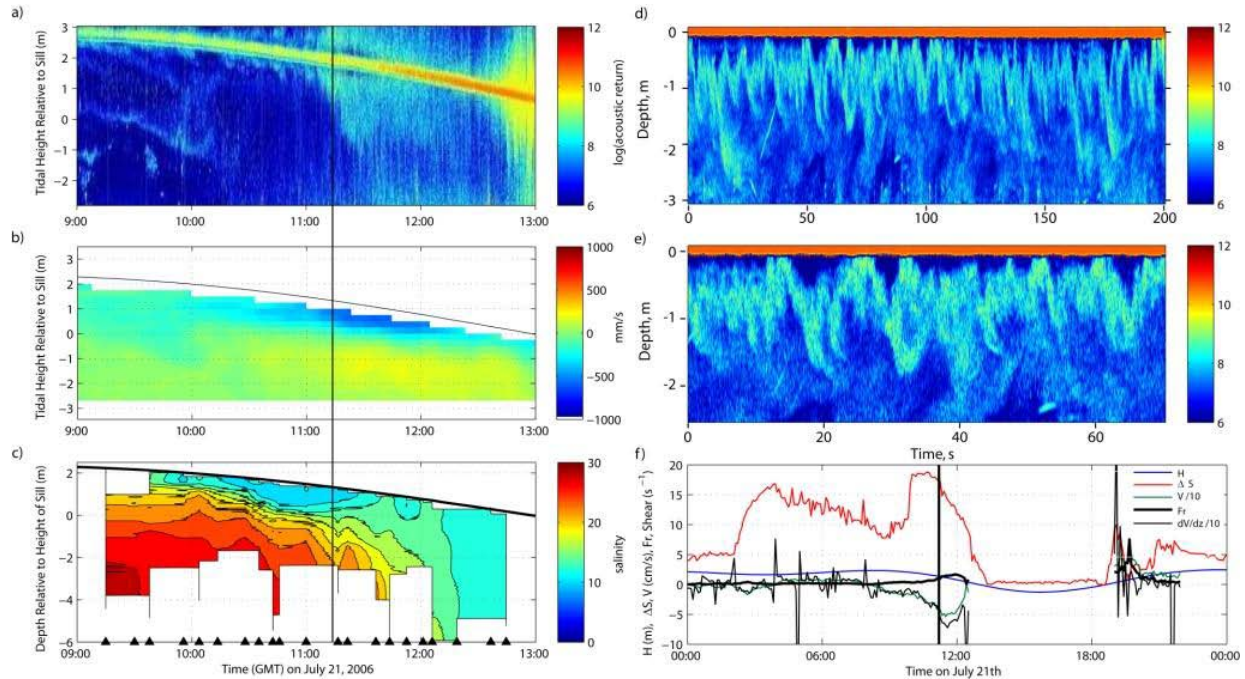 a)
Tidal Height Relative to Sill (m)
3
2
1
0
−1
−2
9:00 10:00 11:00 12:00 13:00
12
10
8
6
log(acoustic return)
b)
Tidal Height Relative to Sill (m)
3
2
1
0
−1
−2
−3
9:00 10:00 11:00 12:00 13:00
1000
500
0
−500
−1000
mm/s
c)
Depth Relative to Height of Sill (m)
2
0
−2
−4
−6
09:00 10:00 11:00 12:00 13:00
Time (GMT) on July 21, 2006
30
20
10
0
salinity
d)
Depth, m
0
-1
-2
-3
0 50 100 150 200
12
10
8
6
e)
Depth, m
0
-1
-2
0 20 40 60
Time, s
12
10
8
6
f)
H (m), Δ S, V (cm/s), Fr, Shear (s⁻¹)
20
15
10
5
0
−5
−10
00:00 06:00 12:00 18:00 00:00
Time on July 21th
H
Δ S
V /10
Fr
dV/dz /10